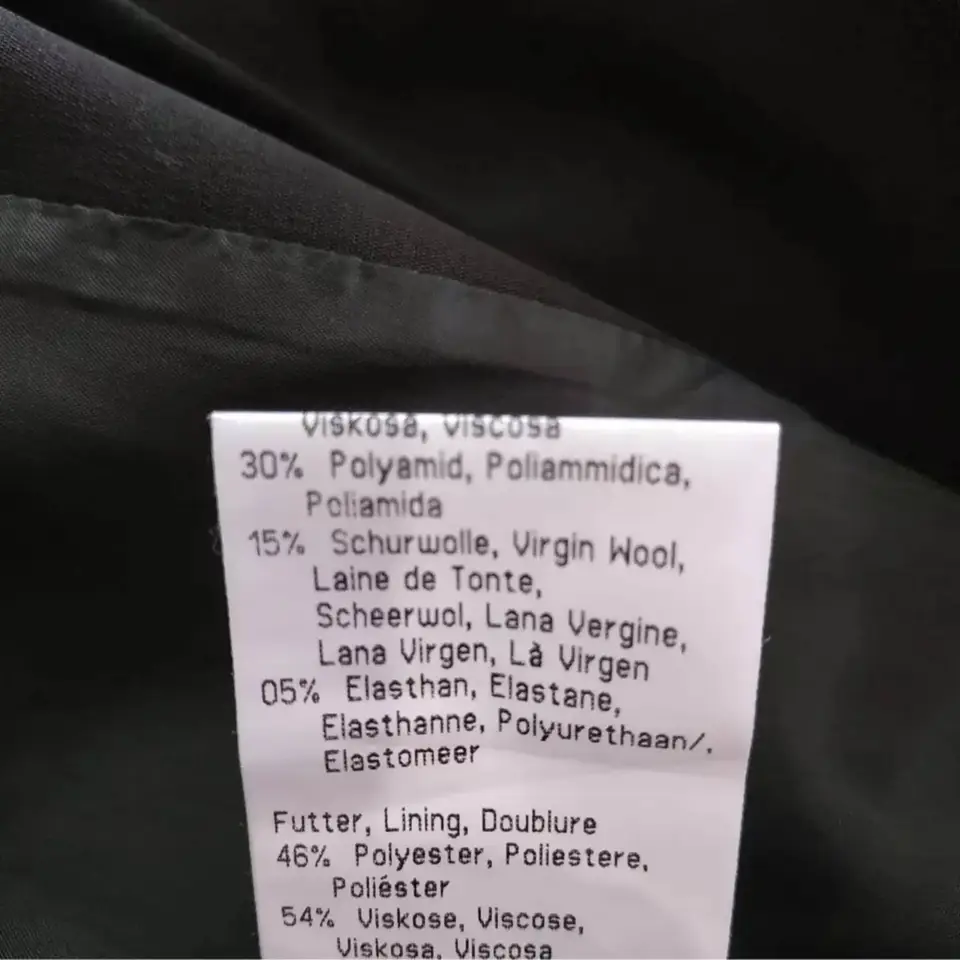 Viskosa, Viscosa
30% Polyamid, Poliammidica,
Poliamida
15% Schurwolle, Virgin Wool,
Laine de Tonte,
Scheerwol, Lana Vergine,
Lana Virgen, Là Virgen
05% Elasthan, Elastane,
Elasthanne, Polyurethaan/.
Elastomeer
Futter, Lining, Doublure
46% Polyester, Poliestere,
Poliéster
54% Viskose, Viscose,
Viskosa, Viscosa